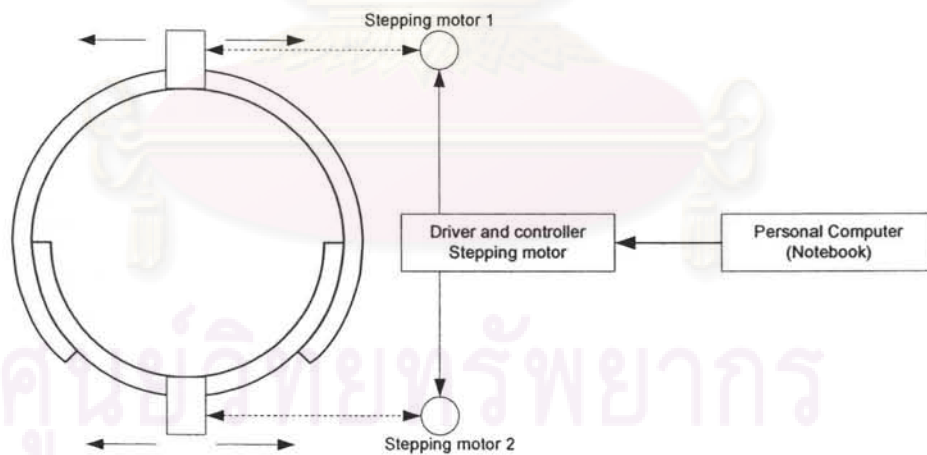 Stepping motor 1
Driver and controller
Stepping motor
Personal Computer
(Notebook)
ศูนย์วิทยทรัพยากร
Stepping motor 2